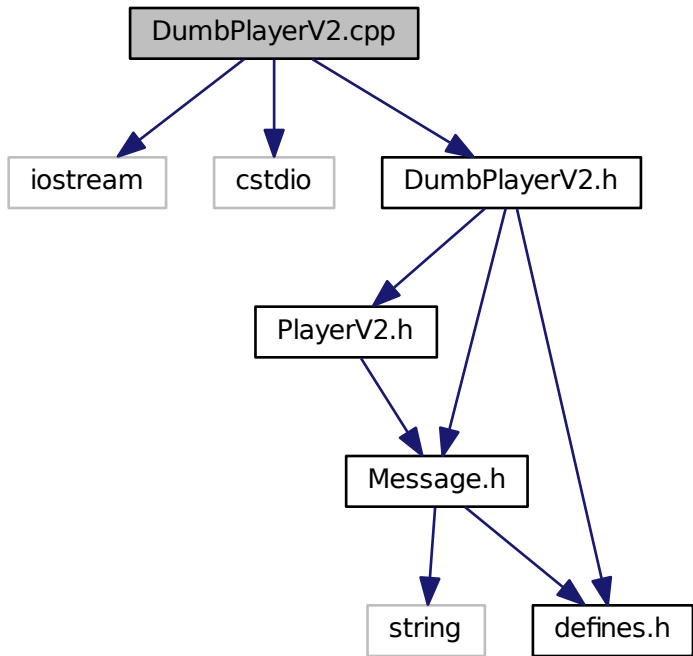 DumbPlayerV2.cpp
iostream
cstdio
DumbPlayerV2.h
PlayerV2.h
Message.h
string
defines.h